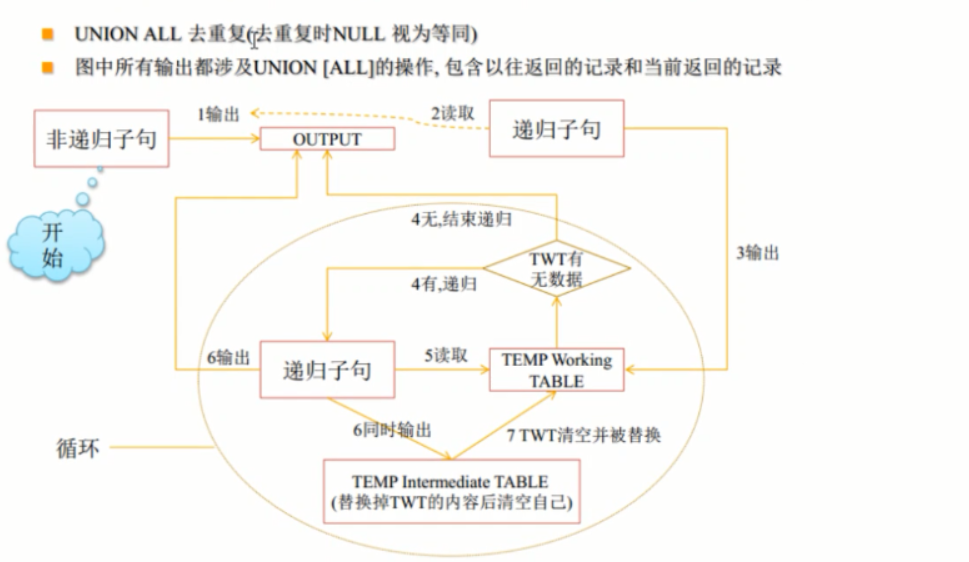 UNION ALL 去重复(去重复时NULL 视为等同)
图中所有输出都涉及UNION [ALL]的操作, 包含以往返回的记录和当前返回的记录
非递归子句
1输出
OUTPUT
2读取
递归子句
开
始
3输出
4无,结束递归
TWT有
无数据
4有,递归
6输出
递归子句
5读取
TEMP Working
TABLE
6同时输出
7 TWT清空并被替换
循环
TEMP Intermediate TABLE
(替换掉TWT的内容后清空自己)